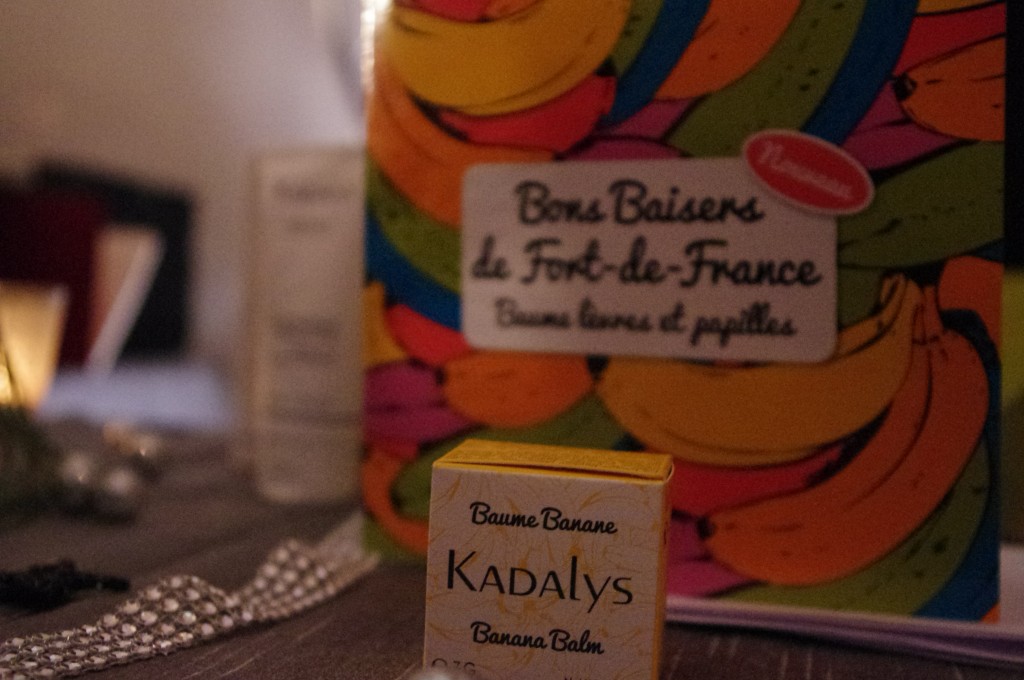 Nouveau
Bons Baisers
de Fort-de-France
Baume lèvres et papilles
Baume Banane
KADALYS
Banana Balm